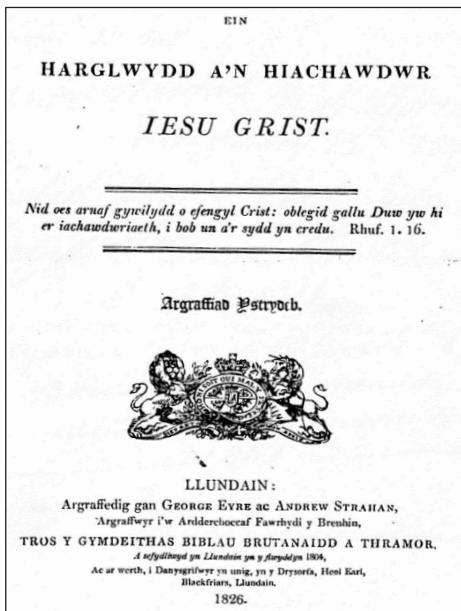 EIN
HARGLWYDD A'N HIACHAWDWR
IESU GRIST.
Nid oes arnaf gywilydd o efengyl Crist: oblegid gallu Duw yw hi
er iachawdwriaeth, i bob un a'r sydd yn credu. Rhuf. 1. 16.
Argraffiad Ystrydeb.
LLUNDAIN:
Argraffedig gan GEORGE EYRE ac ANDREW STRAHAN,
Argraffwyr i'w Ardderchoccaf Fawrhydi y Brenhin,
TROS Y GYMDEITHAS BIBLAU BRUTANAIDD A THRAMOR,
A sefydlwyd yn Llundain yn y flwyddyn 1804,
Ac ar werth, i Danysgrifwyr yn unig, yn y Drysorfa, Heol Earl,
Blackfriars, Llundain.
1826.